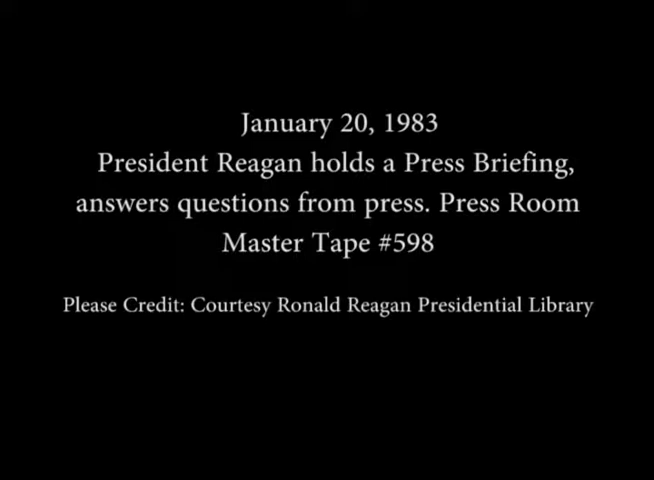 January 20, 1983
President Reagan holds a Press Briefing,
answers questions from press. Press Room
Master Tape #598
Please Credit: Courtesy Ronald Reagan Presidential Library